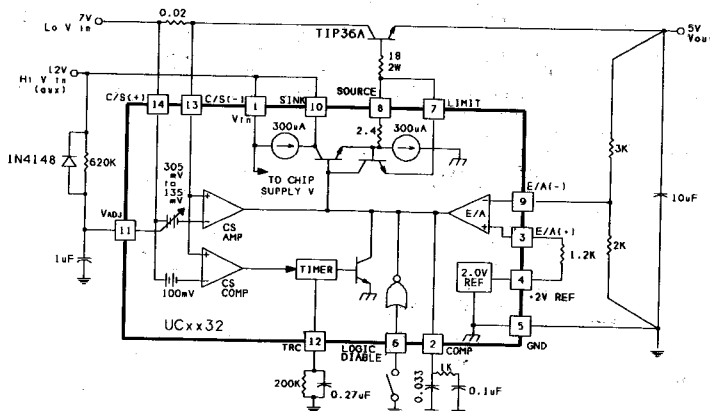 7V
Lo V in
0.02
TIP36A
5V
Vout
18
2W
12V
Hi V in
(aux)
C/S(+)
C/S(-)
SINK
SOURCE
LIMIT
14
13
1
10
8
7
Vin
300uA
2.4
300uA
1N4148
620K
TO CHIP
SUPPLY V
305
mV
to
135
mV
3K
E/A(-)
9
10uF
VADJ
11
CS
AMP
E/A
3
E/A(+)
1.2K
2K
1uF
100mV
CS
COMP
TIMER
2.0V
REF
4
+2V REF
5
GND
UCxx32
12
TRC
LOGIC
DIABLE
6
2
COMP
200K
0.27uF
0.033
1K
0.1uF